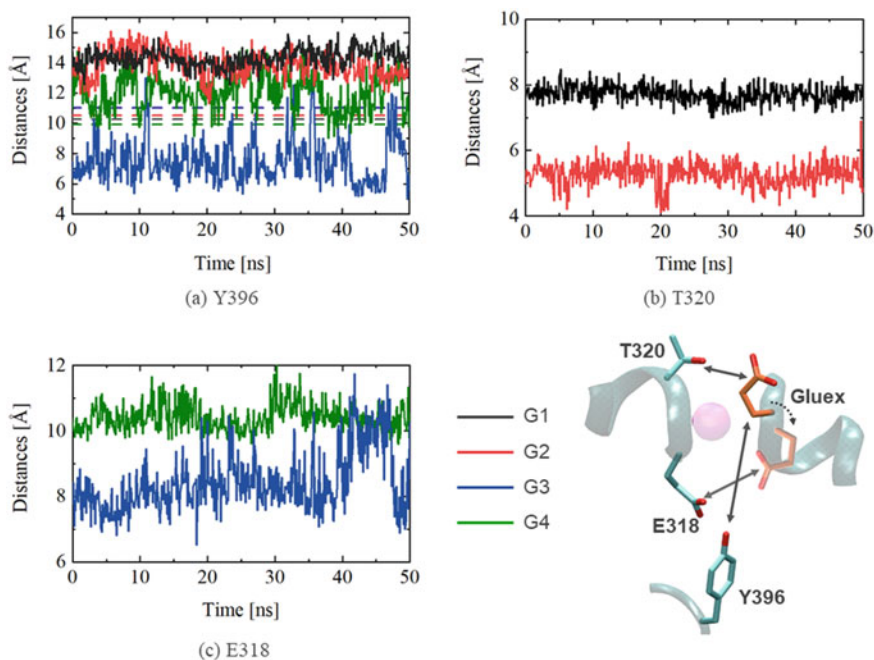 Distances [Å]
16
14
12
10
8
6
4
0 10 20 30 40 50
Time [ns]
(a) Y396
Distances [Å]
10
8
6
4
0 10 20 30 40 50
Time [ns]
(b) T320
Distances [Å]
12
10
8
6
0 10 20 30 40 50
Time [ns]
(c) E318
G1
G2
G3
G4
T320
Gluex
E318
Y396